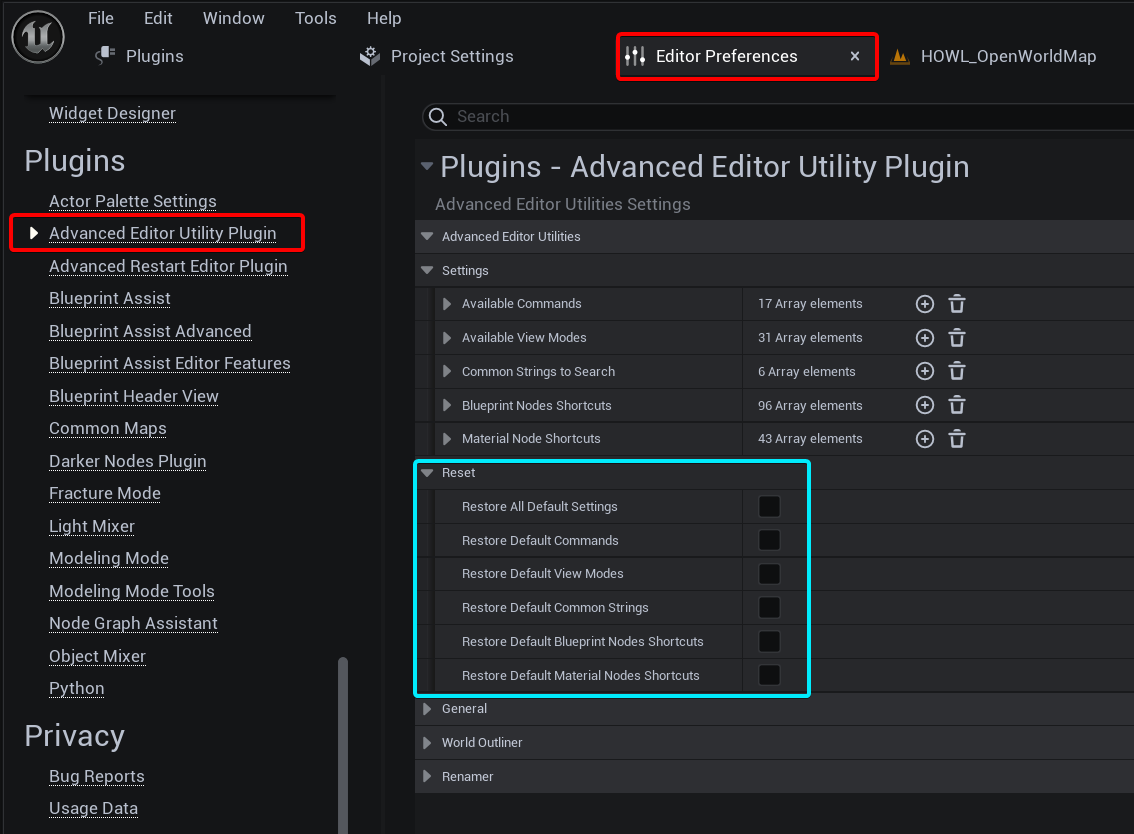 File Edit Window Tools Help
Plugins Project Settings Editor Preferences × HOWL_OpenWorldMap
Widget Designer
Plugins
Actor Palette Settings
Advanced Editor Utility Plugin
Advanced Restart Editor Plugin
Blueprint Assist
Blueprint Assist Advanced
Blueprint Assist Editor Features
Blueprint Header View
Common Maps
Darker Nodes Plugin
Fracture Mode
Light Mixer
Modeling Mode
Modeling Mode Tools
Node Graph Assistant
Object Mixer
Python
Privacy
Bug Reports
Usage Data
Search
Plugins - Advanced Editor Utility Plugin
Advanced Editor Utilities Settings
Advanced Editor Utilities
Settings
Available Commands 17 Array elements
Available View Modes 31 Array elements
Common Strings to Search 6 Array elements
Blueprint Nodes Shortcuts 96 Array elements
Material Node Shortcuts 43 Array elements
Reset
Restore All Default Settings
Restore Default Commands
Restore Default View Modes
Restore Default Common Strings
Restore Default Blueprint Nodes Shortcuts
Restore Default Material Nodes Shortcuts
General
World Outliner
Renamer